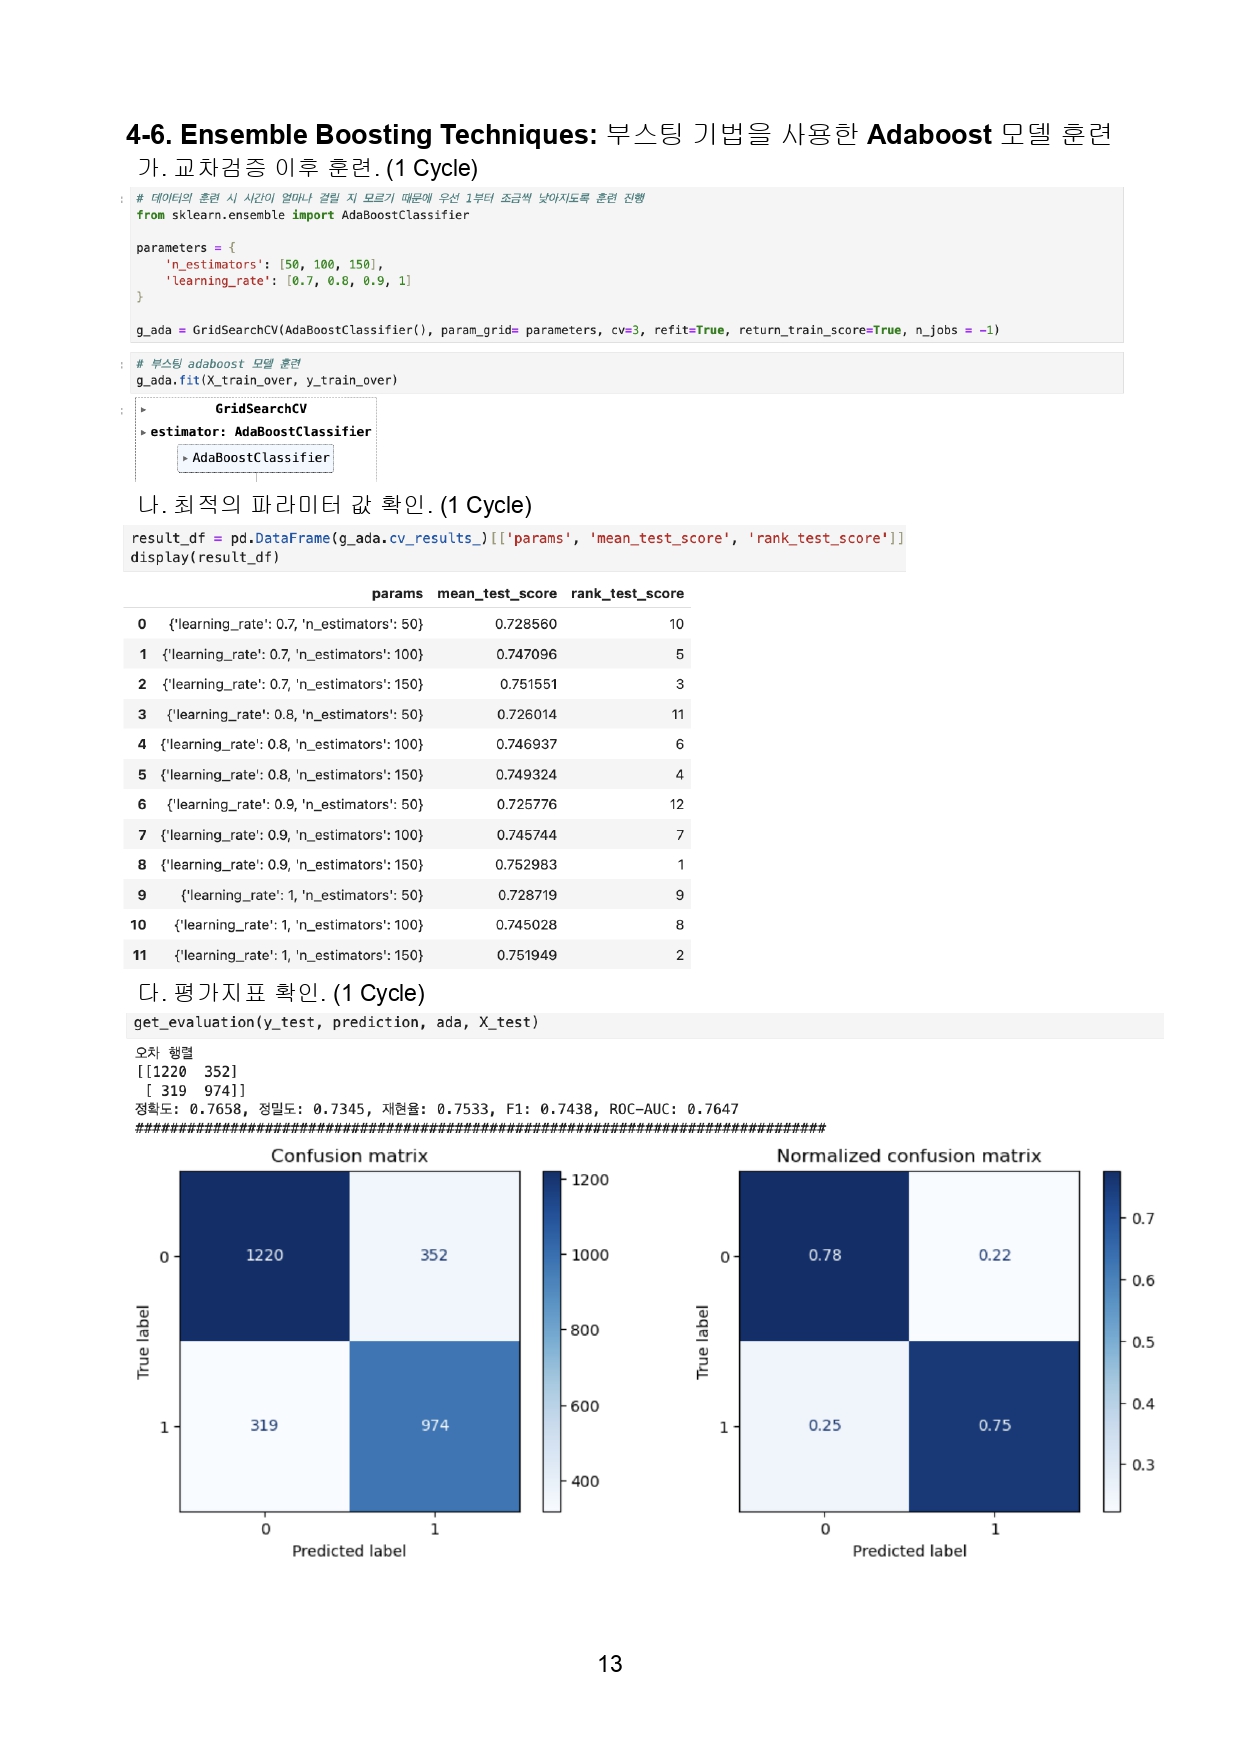 4-6. Ensemble Boosting Techniques: 부스팅 기법을 사용한 Adaboost 모델 훈련
가. 교차검증 이후 훈련. (1 Cycle)
# 데이터의 훈련 시 시간이 얼마나 걸릴 지 모르기 때문에 우선 1부터 조금씩 낮아지도록 훈련 진행
from sklearn.ensemble import AdaBoostClassifier
parameters = {
'n_estimators': [50, 100, 150],
'learning_rate': [0.7, 0.8, 0.9, 1]
}
g_ada = GridSearchCV(AdaBoostClassifier(), param_grid= parameters, cv=3, refit=True, return_train_score=True, n_jobs = -1)
# 부스팅 adaboost 모델 훈련
g_ada.fit(X_train_over, y_train_over)
▸ GridSearchCV
▸ estimator: AdaBoostClassifier
▸ AdaBoostClassifier
나. 최적의 파라미터 값 확인. (1 Cycle)
result_df = pd.DataFrame(g_ada.cv_results_)[['params', 'mean_test_score', 'rank_test_score']]
display(result_df)
params mean_test_score rank_test_score
0 {'learning_rate': 0.7, 'n_estimators': 50} 0.728560 10
1 {'learning_rate': 0.7, 'n_estimators': 100} 0.747096 5
2 {'learning_rate': 0.7, 'n_estimators': 150} 0.751551 3
3 {'learning_rate': 0.8, 'n_estimators': 50} 0.726014 11
4 {'learning_rate': 0.8, 'n_estimators': 100} 0.746937 6
5 {'learning_rate': 0.8, 'n_estimators': 150} 0.749324 4
6 {'learning_rate': 0.9, 'n_estimators': 50} 0.725776 12
7 {'learning_rate': 0.9, 'n_estimators': 100} 0.745744 7
8 {'learning_rate': 0.9, 'n_estimators': 150} 0.752983 1
9 {'learning_rate': 1, 'n_estimators': 50} 0.728719 9
10 {'learning_rate': 1, 'n_estimators': 100} 0.745028 8
11 {'learning_rate': 1, 'n_estimators': 150} 0.751949 2
다. 평가지표 확인. (1 Cycle)
get_evaluation(y_test, prediction, ada, X_test)
오차 행렬
[[1220 352]
[ 319 974]]
정확도: 0.7658, 정밀도: 0.7345, 재현율: 0.7533, F1: 0.7438, ROC-AUC: 0.7647
################################################################################
Confusion matrix
1200
1000
800
600
400
0
1220 352
1
319 974
0 1
True label
Predicted label
Normalized confusion matrix
0.7
0.6
0.5
0.4
0.3
0
0.78 0.22
1
0.25 0.75
0 1
True label
Predicted label
13